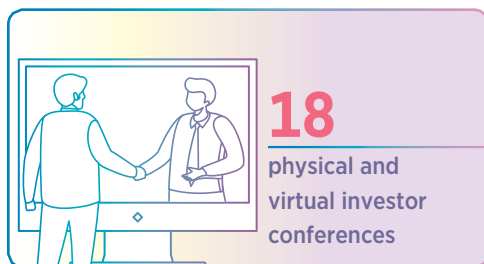 18
physical and
virtual investor
conferences